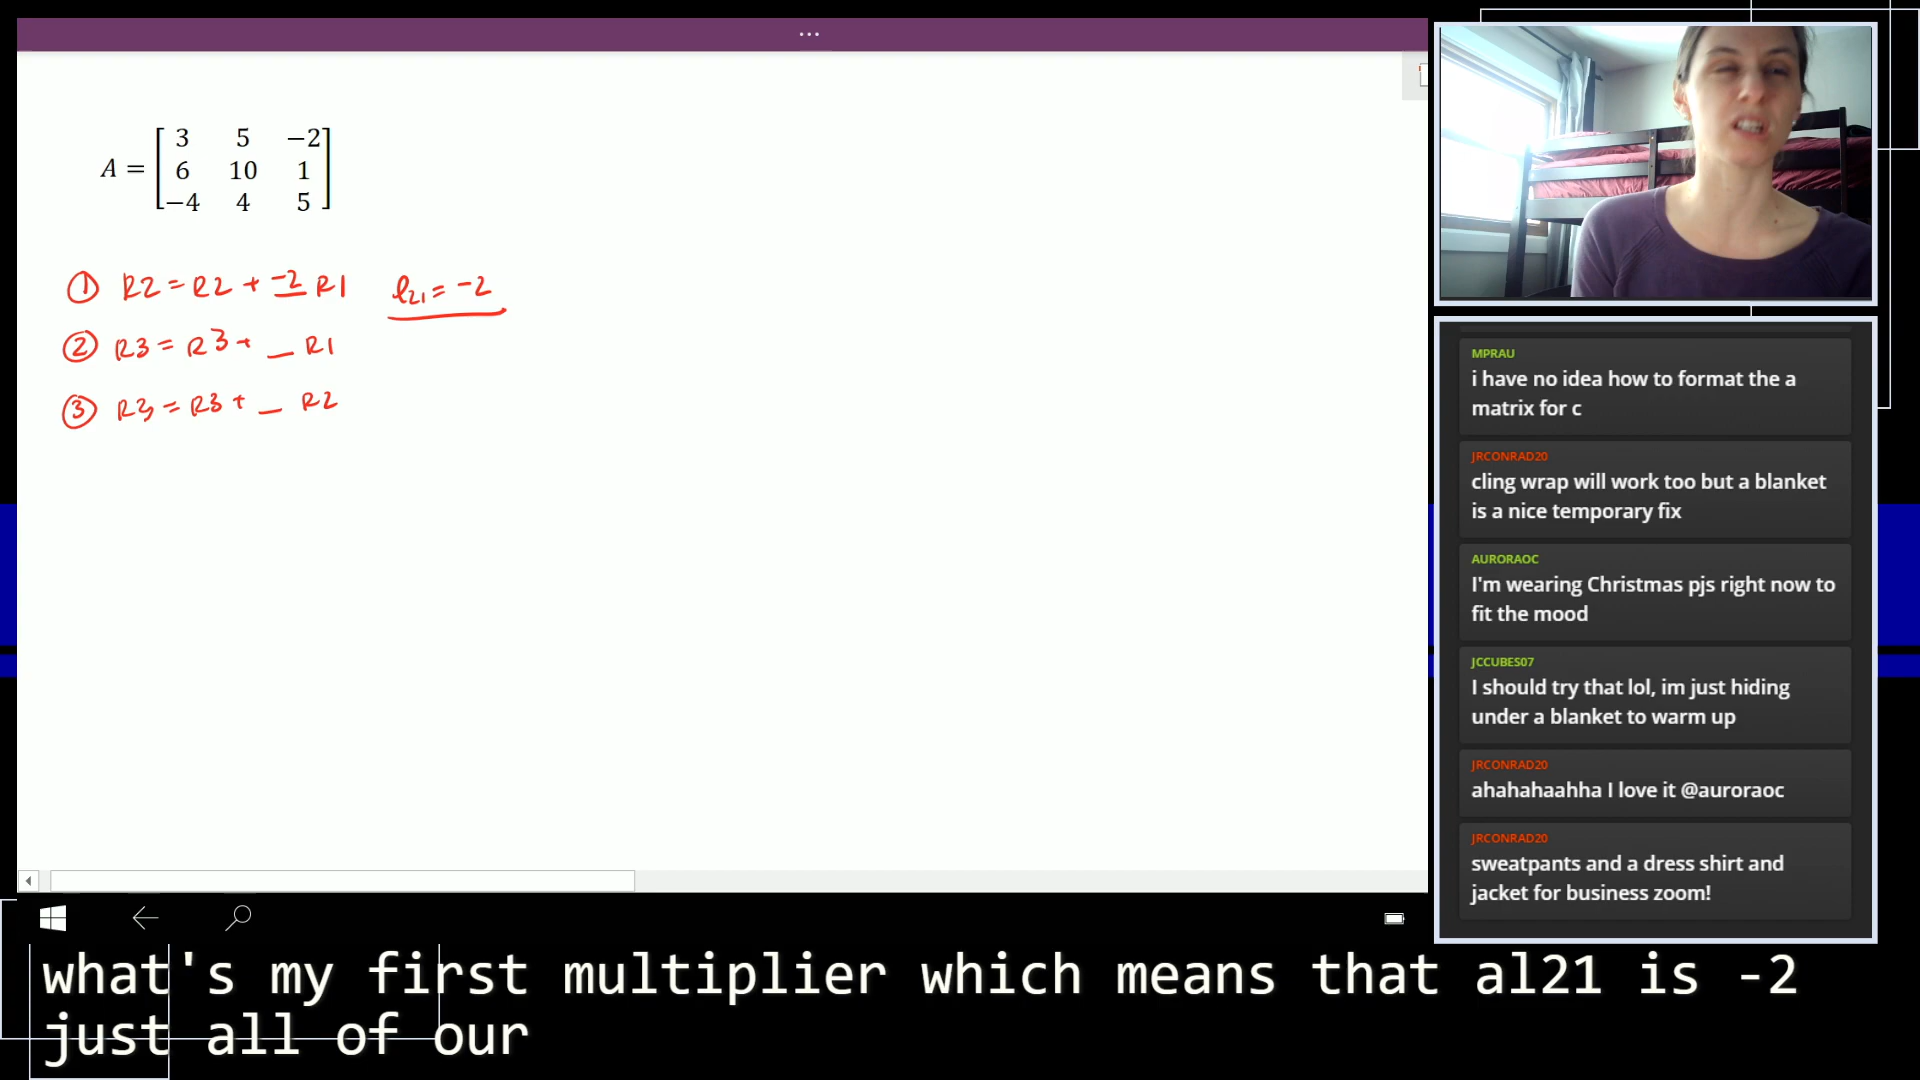 ...
A = [ 3 5 −2
6 10 1
−4 4 5 ]
① R2 = R2 + -2 R1 l21 = -2
② R3 = R3 + _ R1
③ R3 = R3 + _ R2
MPRAU
i have no idea how to format the a
matrix for c
JRCONRAD20
cling wrap will work too but a blanket
is a nice temporary fix
AURORAOC
I'm wearing Christmas pjs right now to
fit the mood
JCCUBES07
I should try that lol, im just hiding
under a blanket to warm up
JRCONRAD20
ahahahaahha I love it @auroraoc
JRCONRAD20
sweatpants and a dress shirt and
jacket for business zoom!
what's my first multiplier which means that al21 is -2
just all of our